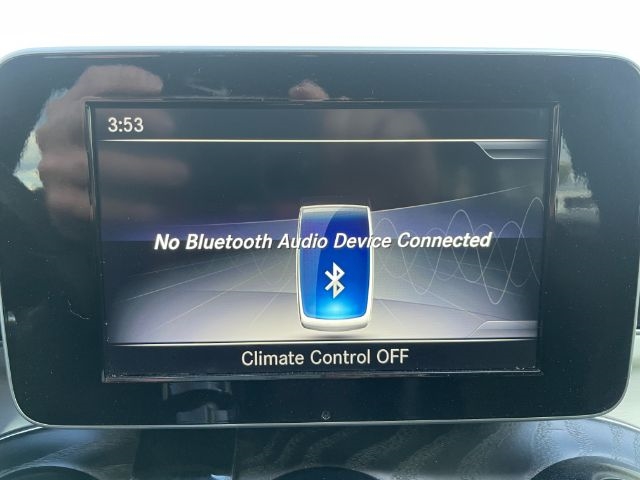 3:53
No Bluetooth Audio Device Connected
Climate Control OFF